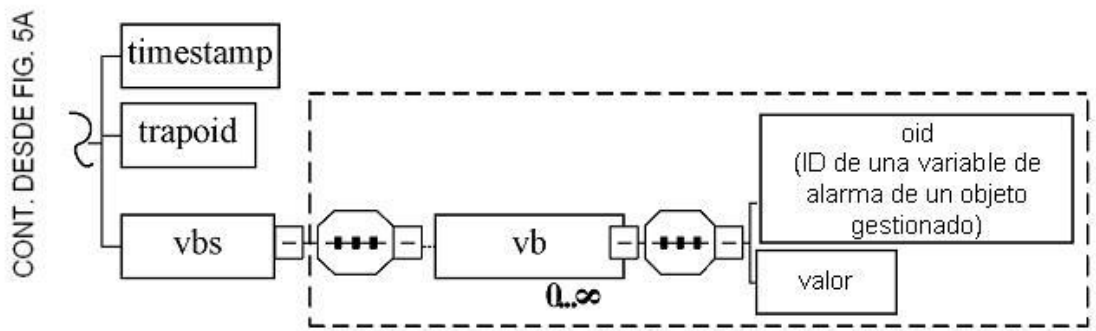 CONT. DESDE FIG. 5A
timestamp
trapoid
vbs
vb
0...∞
oid
(ID de una variable de
alarma de un objeto
gestionado)
valor